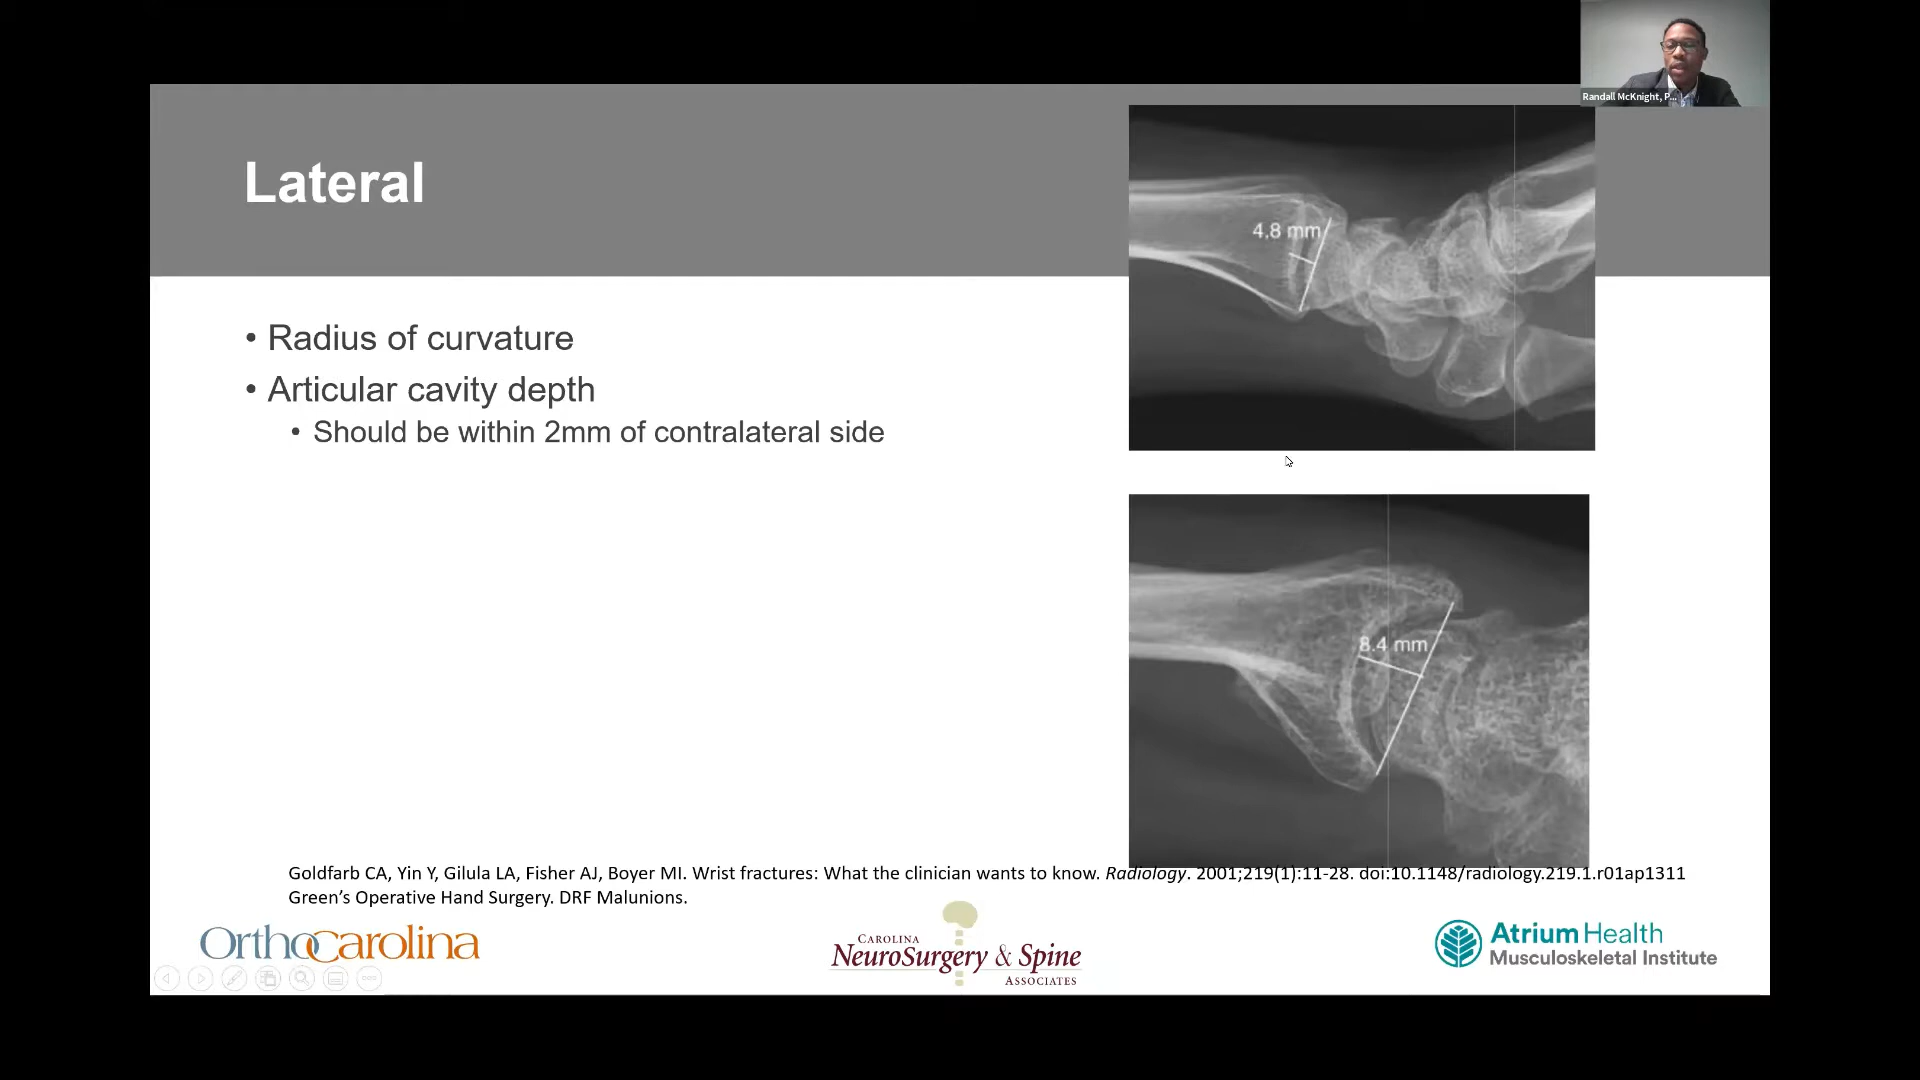 Randall McKnight, P...
Lateral
4.8 mm
• Radius of curvature
• Articular cavity depth
• Should be within 2mm of contralateral side
8.4 mm
Goldfarb CA, Yin Y, Gilula LA, Fisher AJ, Boyer MI. Wrist fractures: What the clinician wants to know. Radiology. 2001;219(1):11-28. doi:10.1148/radiology.219.1.r01ap1311
Green's Operative Hand Surgery. DRF Malunions.
OrthoCarolina
CAROLINA
NEUROSURGERY & SPINE
ASSOCIATES
Atrium Health
Musculoskeletal Institute